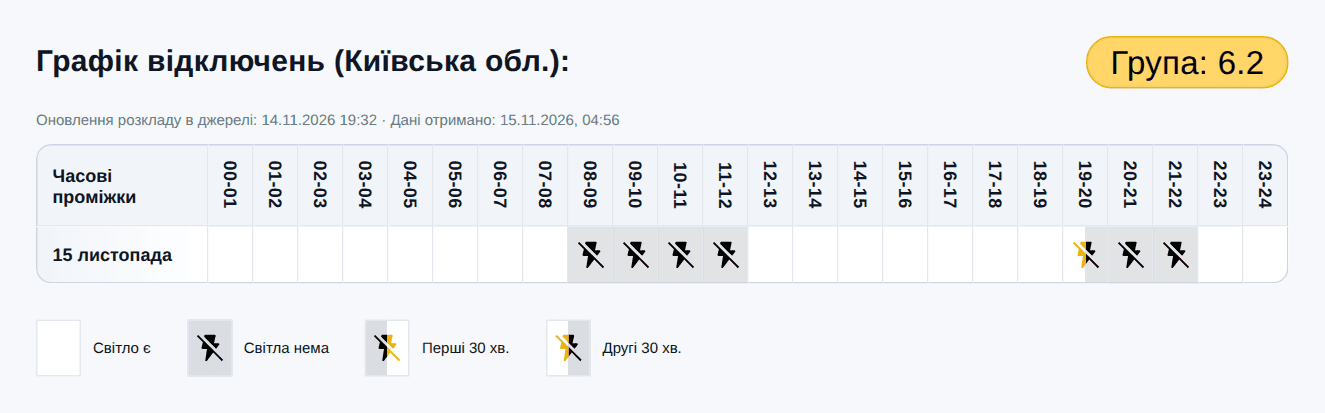 Графік відключень (Київська обл.):
Група: 6.2
Оновлення розкладу в джерелі: 14.11.2026 19:32 · Дані отримано: 15.11.2026, 04:56
Часові
проміжки
00-01
01-02
02-03
03-04
04-05
05-06
06-07
07-08
08-09
09-10
10-11
11-12
12-13
13-14
14-15
15-16
16-17
17-18
18-19
19-20
20-21
21-22
22-23
23-24
15 листопада
Світло є
Світла нема
Перші 30 хв.
Другі 30 хв.